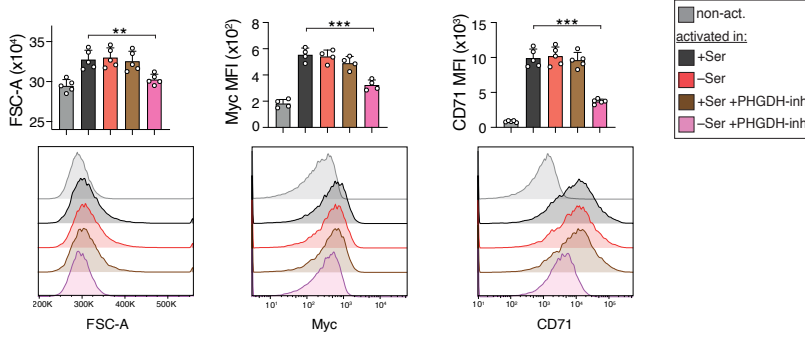 FSC-A (x10⁴)
35
30
25
**
Myc MFI (x10²)
8
6
4
2
0
***
CD71 MFI (x10³)
15
10
5
0
***
non-act.
activated in:
+Ser
–Ser
+Ser +PHGDH-inh
–Ser +PHGDH-inh
200K 300K 400K 500K
FSC-A
10¹ 10² 10³ 10⁴
Myc
10¹ 10² 10³ 10⁴ 10⁵
CD71